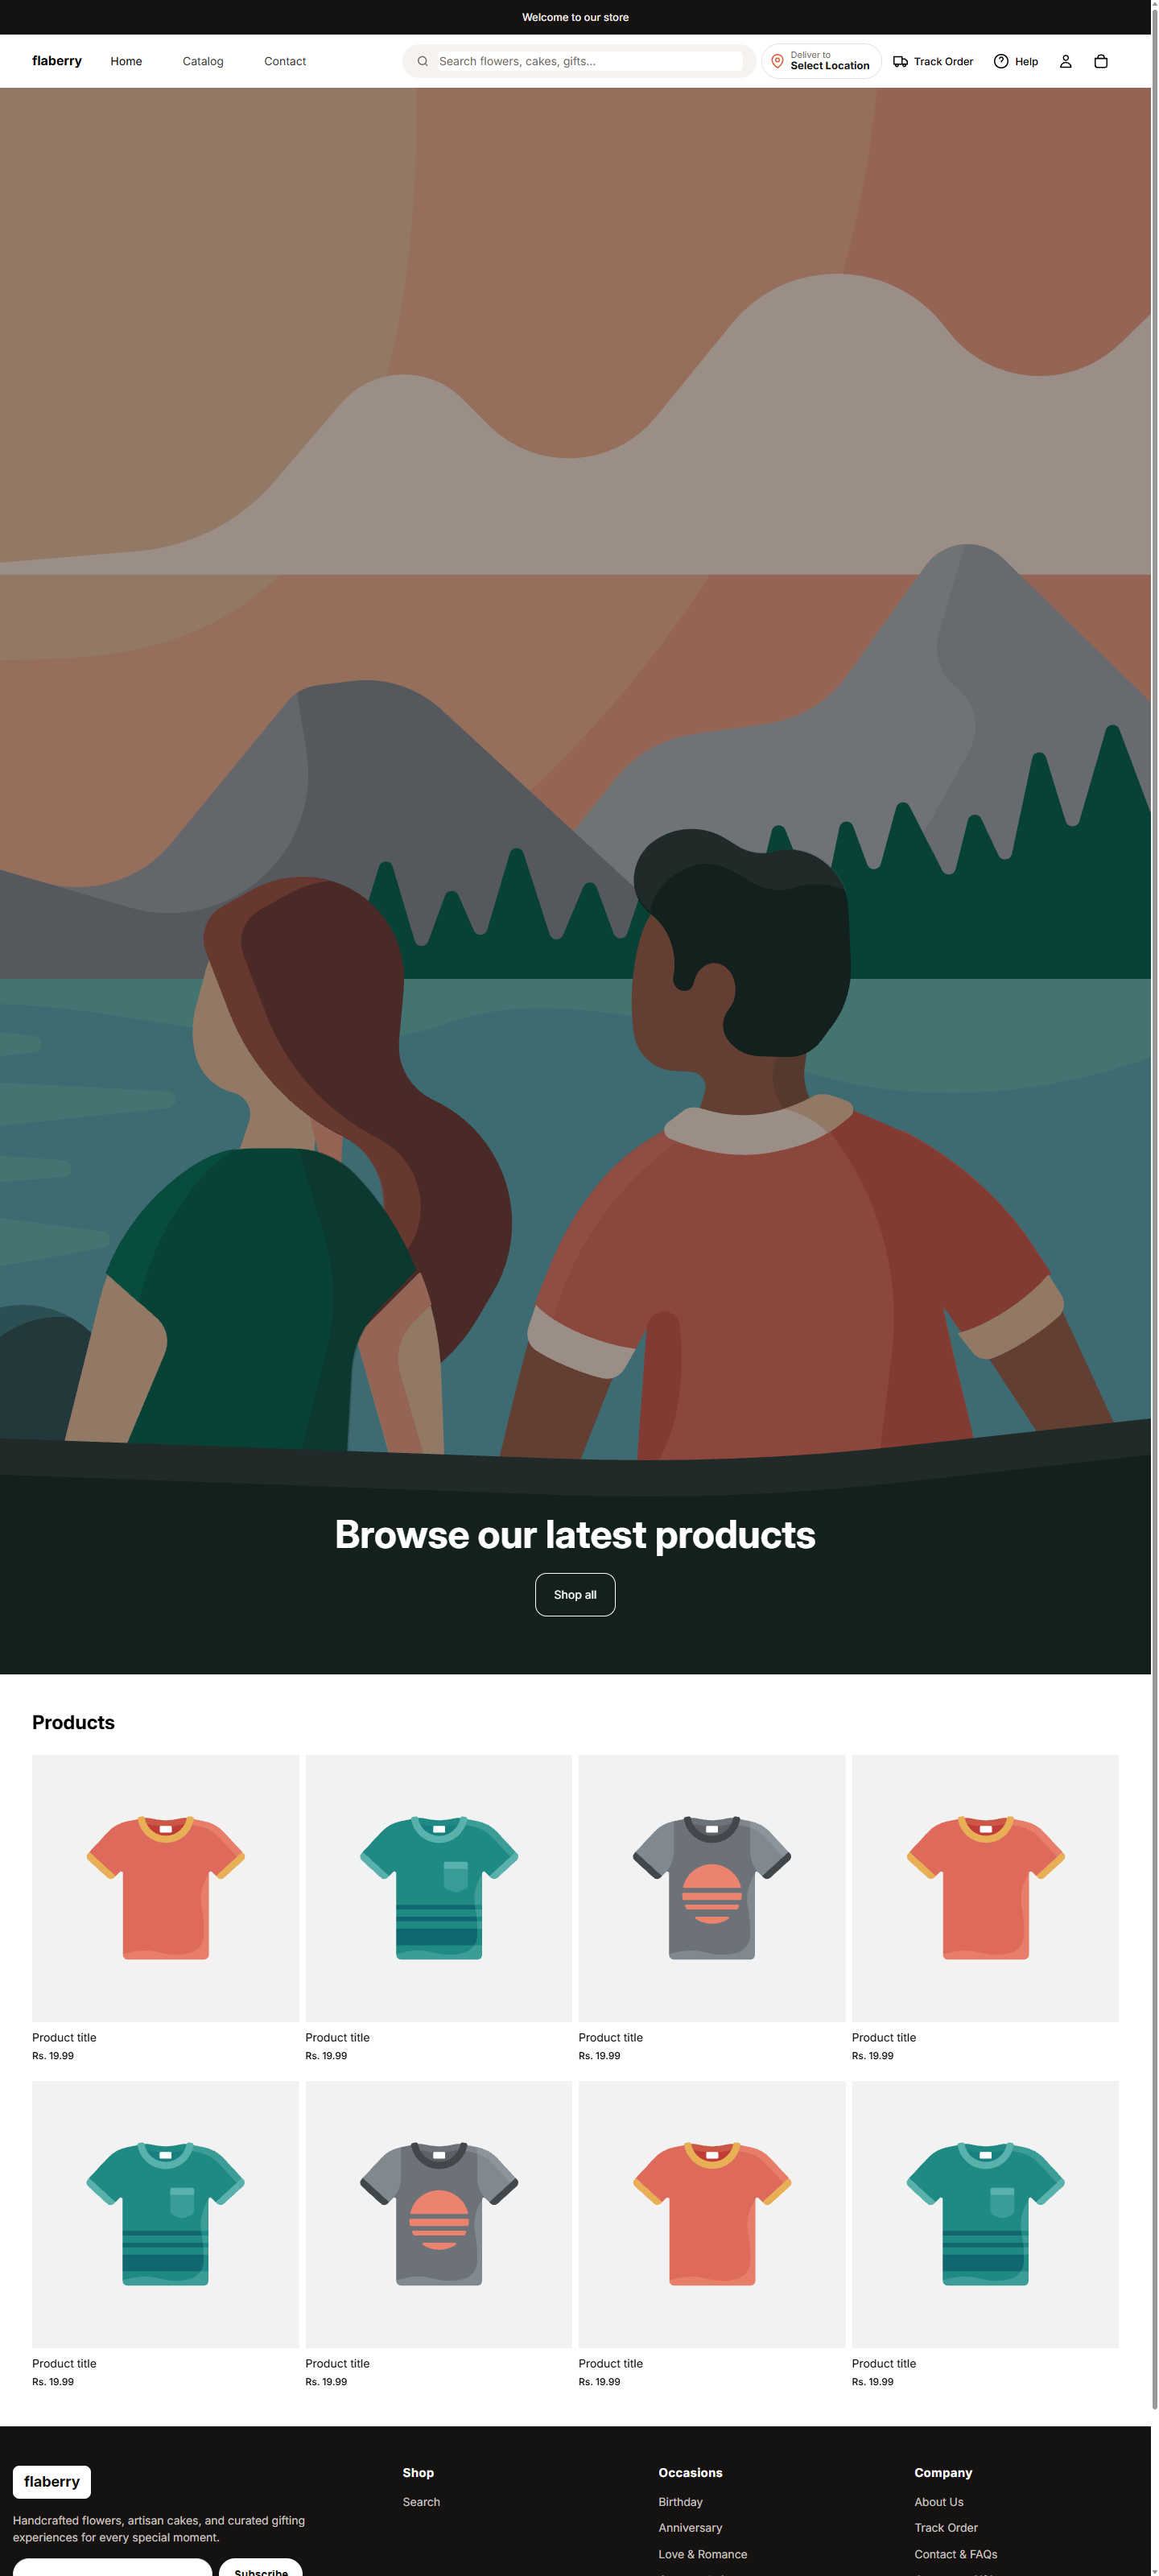 Welcome to our store
flaberry Home Catalog Contact Search flowers, cakes, gifts... Deliver to
Select Location Track Order Help
Browse our latest products
Shop all
Products
Product title Product title Product title Product title
Rs. 19.99 Rs. 19.99 Rs. 19.99 Rs. 19.99
Product title Product title Product title Product title
Rs. 19.99 Rs. 19.99 Rs. 19.99 Rs. 19.99
flaberry
Handcrafted flowers, artisan cakes, and curated gifting
experiences for every special moment.
Subscribe
Shop
Search
Occasions
Birthday
Anniversary
Love & Romance
Company
About Us
Track Order
Contact & FAQs